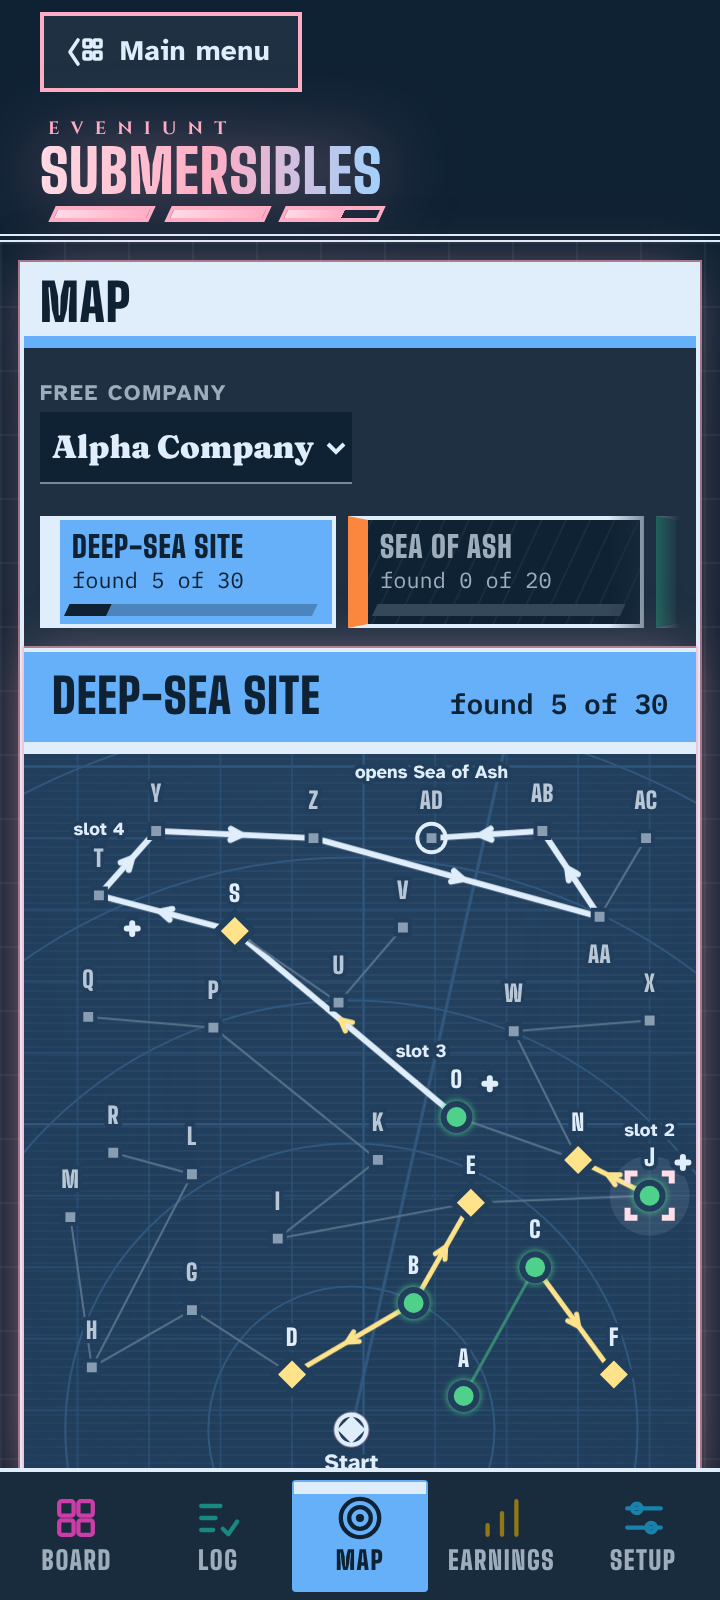 Main menu
EVENIUNT
SUBMERSIBLES
MAP
FREE COMPANY
Alpha Company
DEEP-SEA SITE
found 5 of 30
SEA OF ASH
found 0 of 20
DEEP-SEA SITE
found 5 of 30
opens Sea of Ash
Y
Z
AD
AB
AC
slot 4
T
S
V
AA
U
Q
P
W
X
slot 3
O
R
L
K
N
slot 2
J
M
E
I
C
G
B
H
D
A
F
Start
BOARD
LOG
MAP
EARNINGS
SETUP